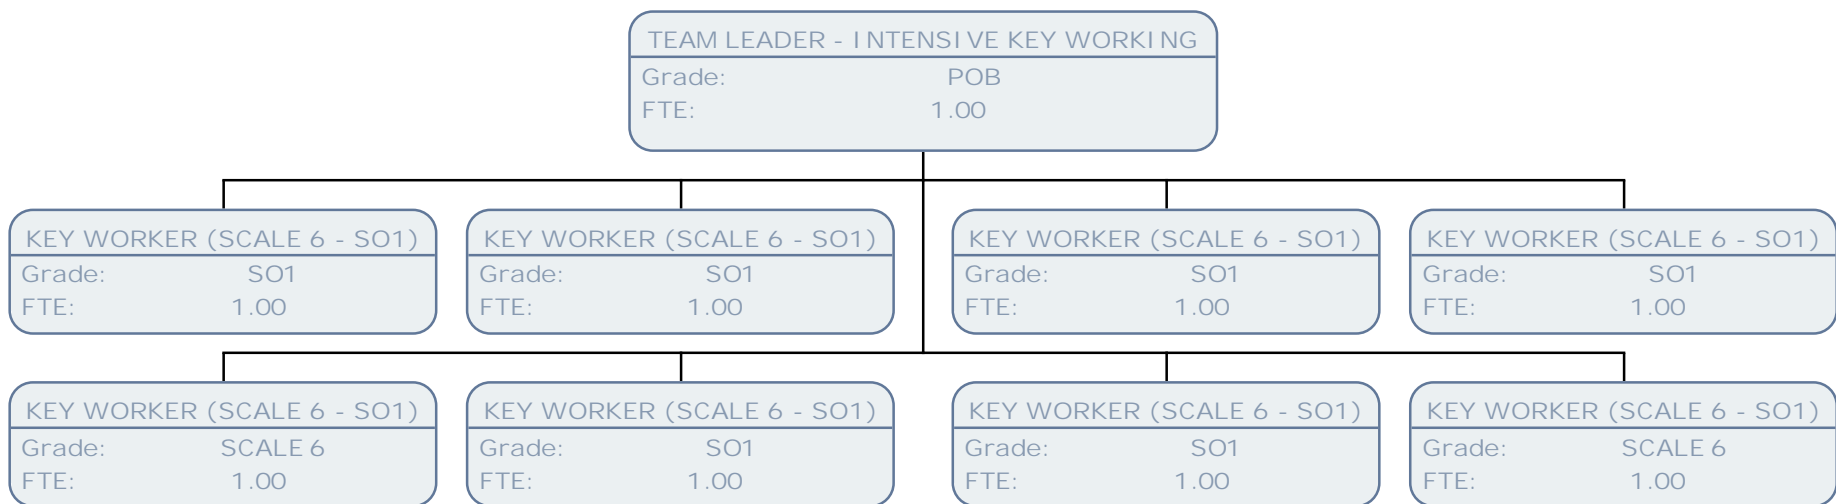 TEAM LEADER - INTENSIVE KEY WORKING
Grade: POB
FTE: 1.00
KEY WORKER (SCALE 6 - SO1) KEY WORKER (SCALE 6 - SO1) KEY WORKER (SCALE 6 - SO1) KEY WORKER (SCALE 6 - SO1)
Grade: SO1 Grade: SO1 Grade: SO1 Grade: SO1
FTE: 1.00 FTE: 1.00 FTE: 1.00 FTE: 1.00
KEY WORKER (SCALE 6 - SO1) KEY WORKER (SCALE 6 - SO1) KEY WORKER (SCALE 6 - SO1) KEY WORKER (SCALE 6 - SO1)
Grade: SCALE 6 Grade: SO1 Grade: SO1 Grade: SCALE 6
FTE: 1.00 FTE: 1.00 FTE: 1.00 FTE: 1.00